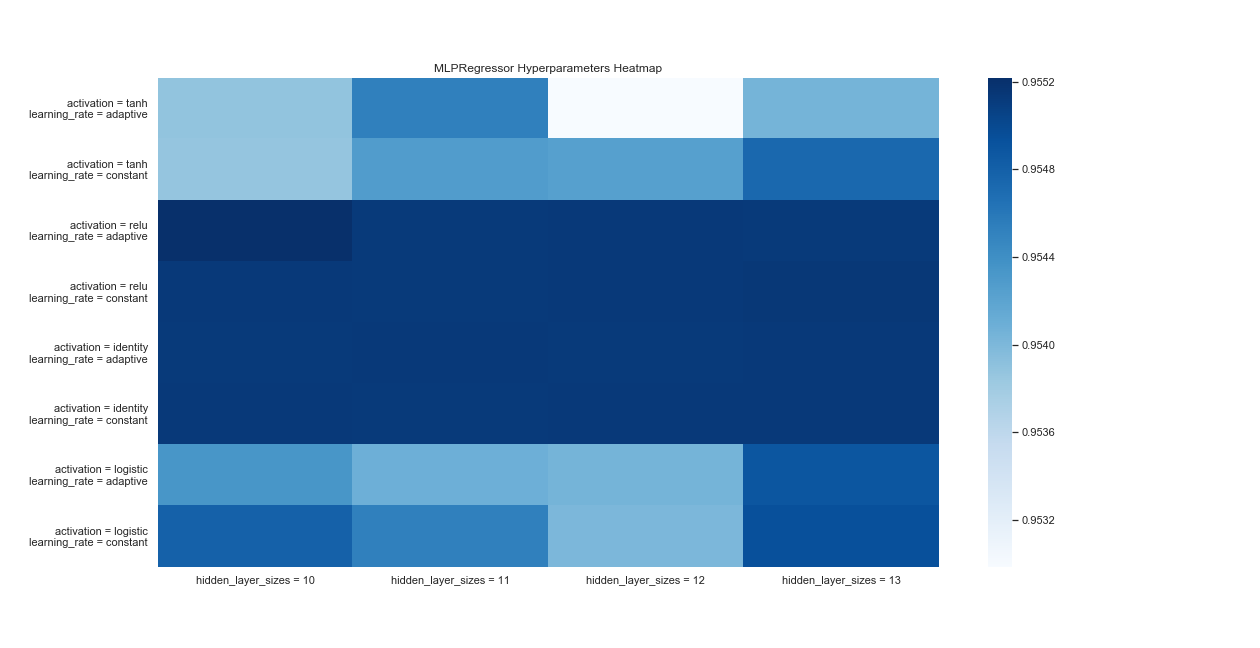 MLPRegressor Hyperparameters Heatmap
activation = tanh
learning_rate = adaptive
activation = tanh
learning_rate = constant
activation = relu
learning_rate = adaptive
activation = relu
learning_rate = constant
activation = identity
learning_rate = adaptive
activation = identity
learning_rate = constant
activation = logistic
learning_rate = adaptive
activation = logistic
learning_rate = constant
hidden_layer_sizes = 10
hidden_layer_sizes = 11
hidden_layer_sizes = 12
hidden_layer_sizes = 13
0.9552
0.9548
0.9544
0.9540
0.9536
0.9532